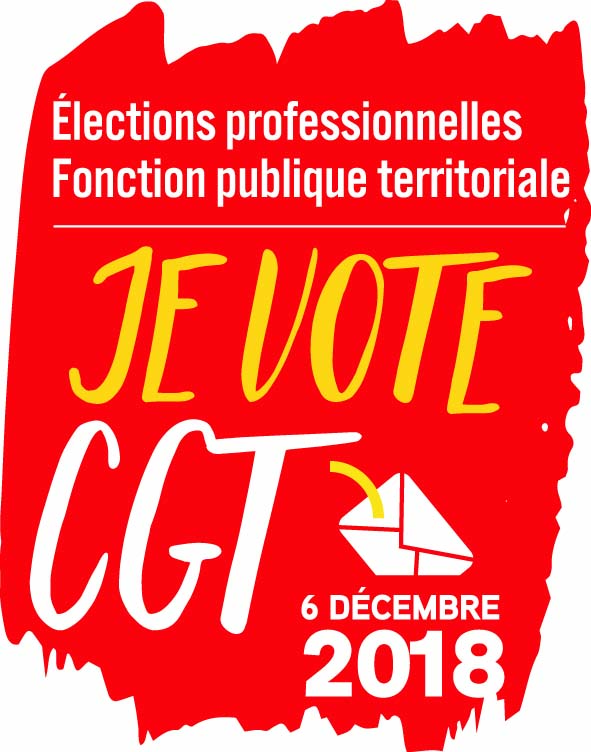 Élections professionnelles
Fonction publique territoriale
JE VOTE
CGT
6 DÉCEMBRE
2018